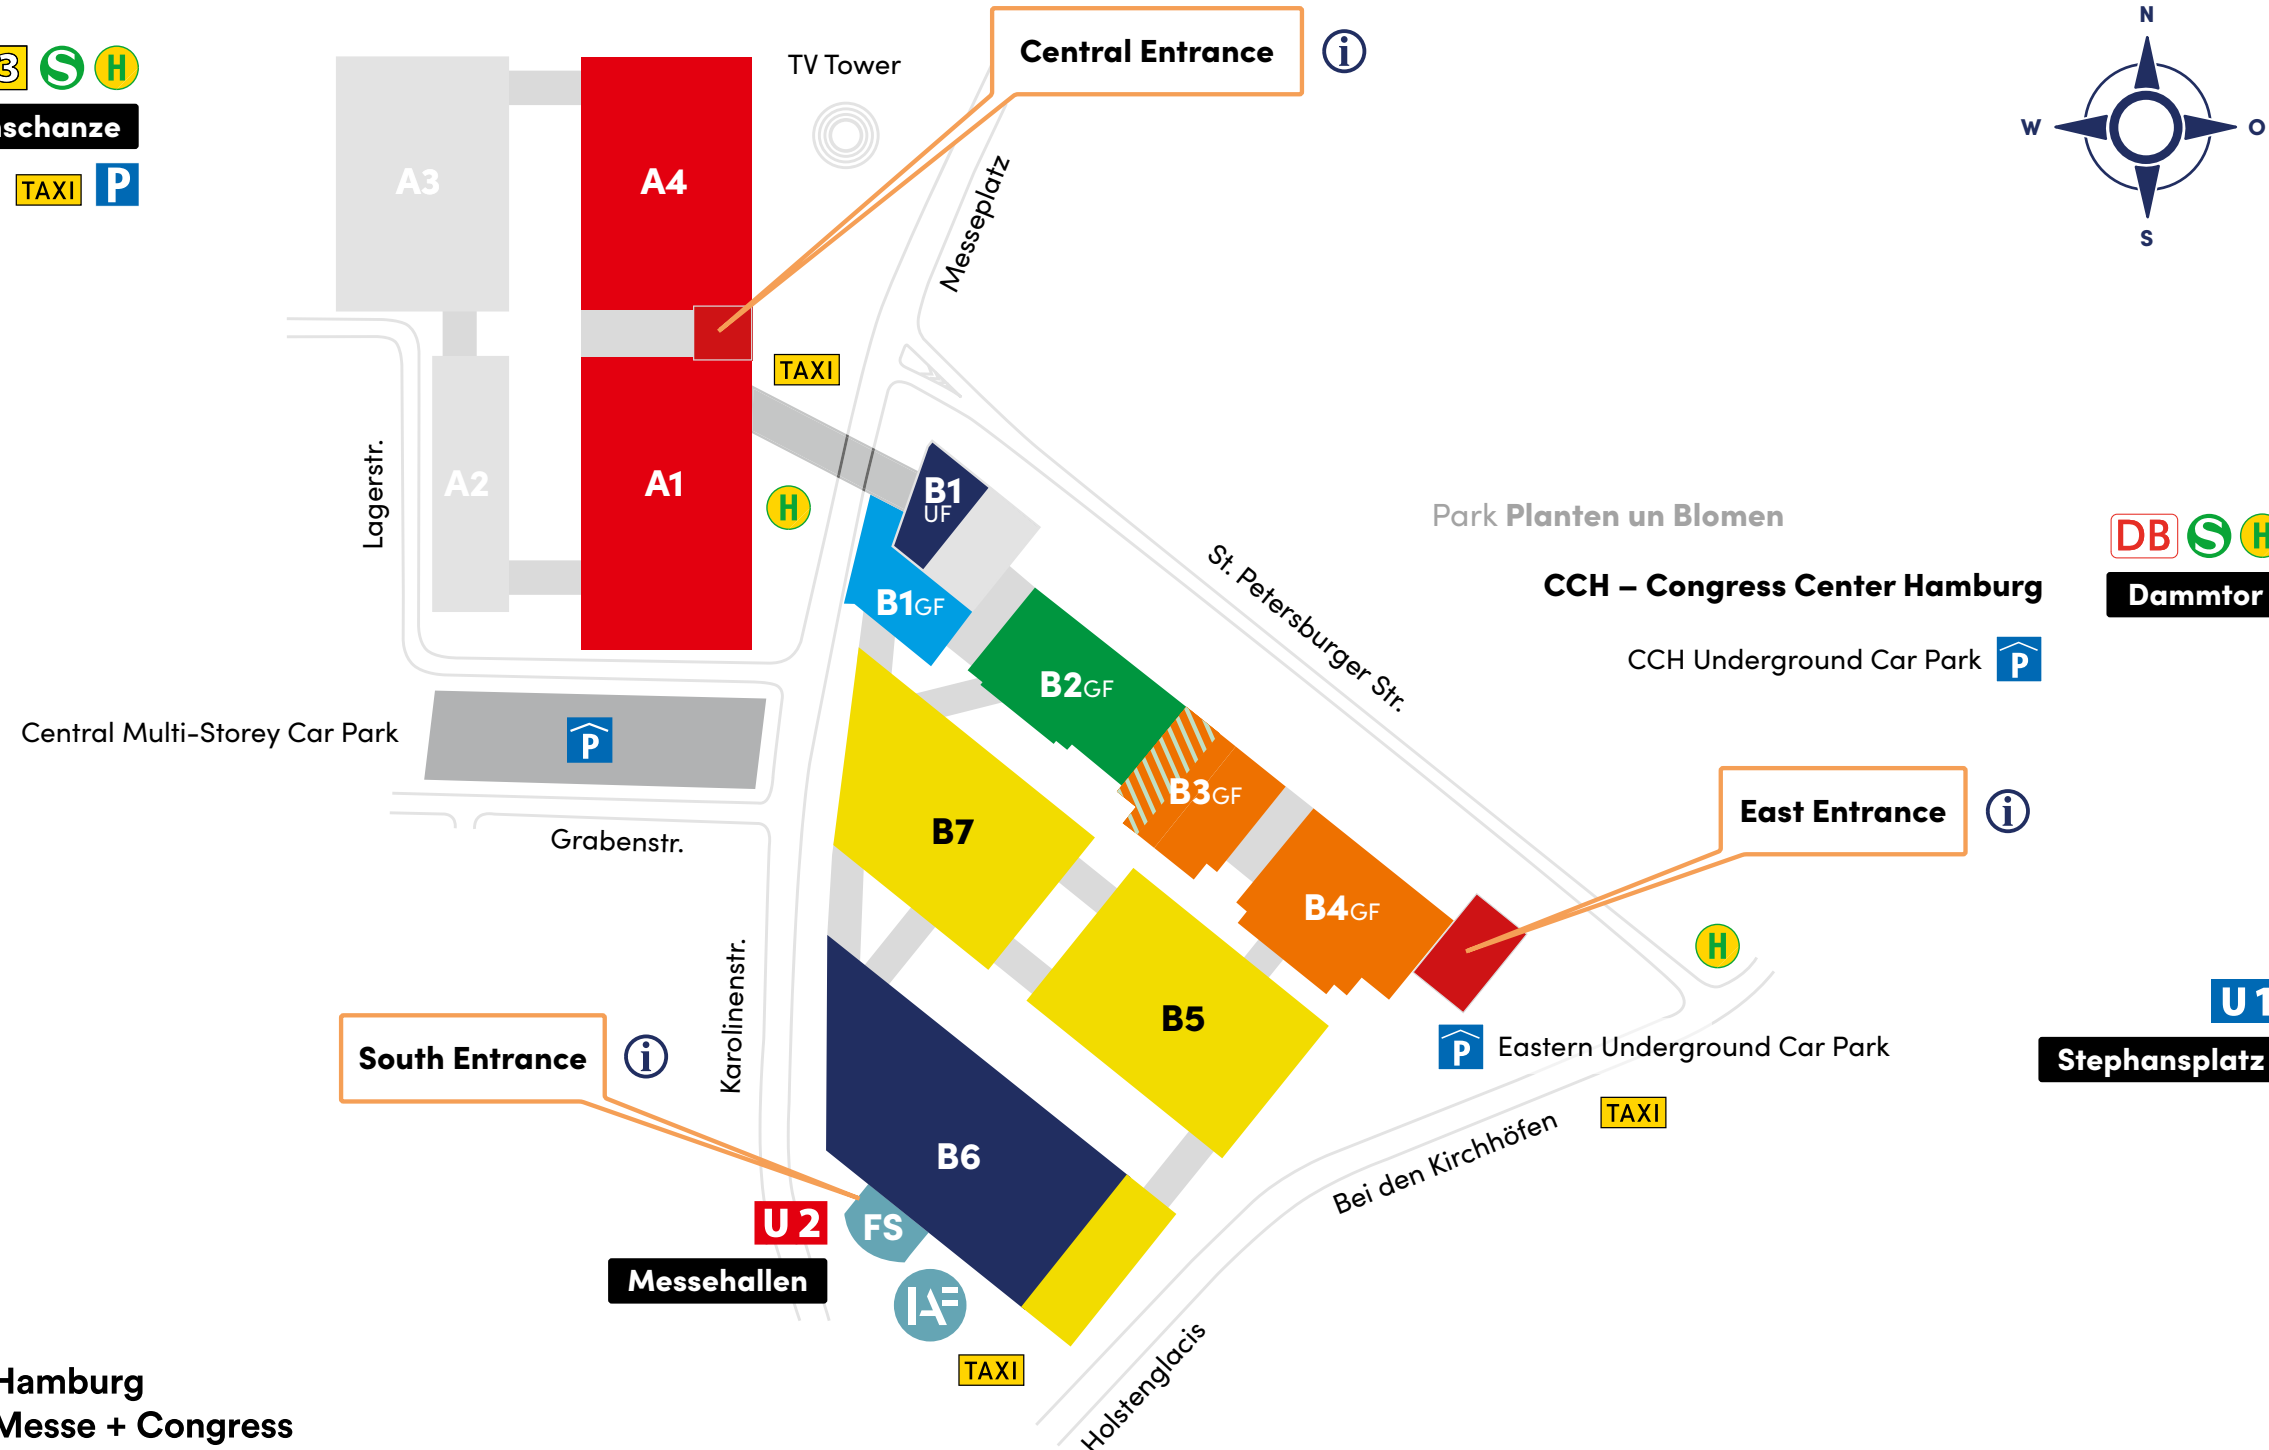 Central Entrance
i
N
W
O
S
TV Tower
3 S H
schanze
TAXI P
A3
A4
Messeplatz
TAXI
A2
A1
Lagerstr.
H
B1
UF
B1GF
B2GF
B3GF
B4GF
St. Petersburger Str.
Park Planten un Blomen
CCH – Congress Center Hamburg
CCH Underground Car Park P
DB S H
Dammtor
Central Multi-Storey Car Park
P
Grabenstr.
B7
B5
B6
East Entrance
i
H
Karolinenstr.
South Entrance
i
P Eastern Underground Car Park
U1
Stephansplatz
TAXI
Bei den Kirchhöfen
U2
Messehallen
FS
IAF
TAXI
Holstenglacis
Hamburg
Messe + Congress